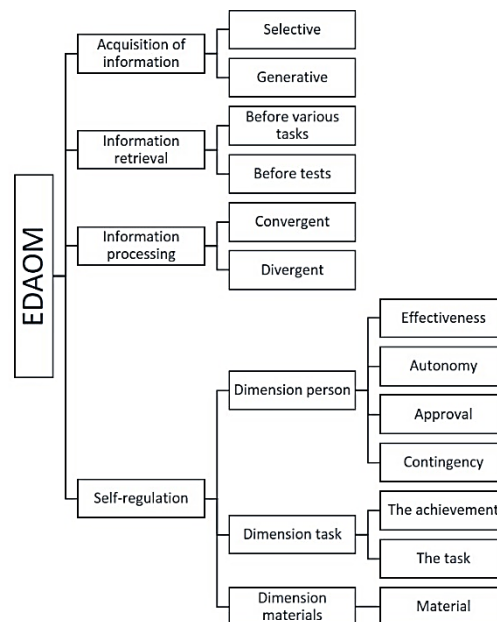 EDAOM
Acquisition of
information
Selective
Generative
Information
retrieval
Before various
tasks
Before tests
Information
processing
Convergent
Divergent
Self-regulation
Dimension person
Effectiveness
Autonomy
Approval
Contingency
Dimension task
The achievement
The task
Dimension
materials
Material